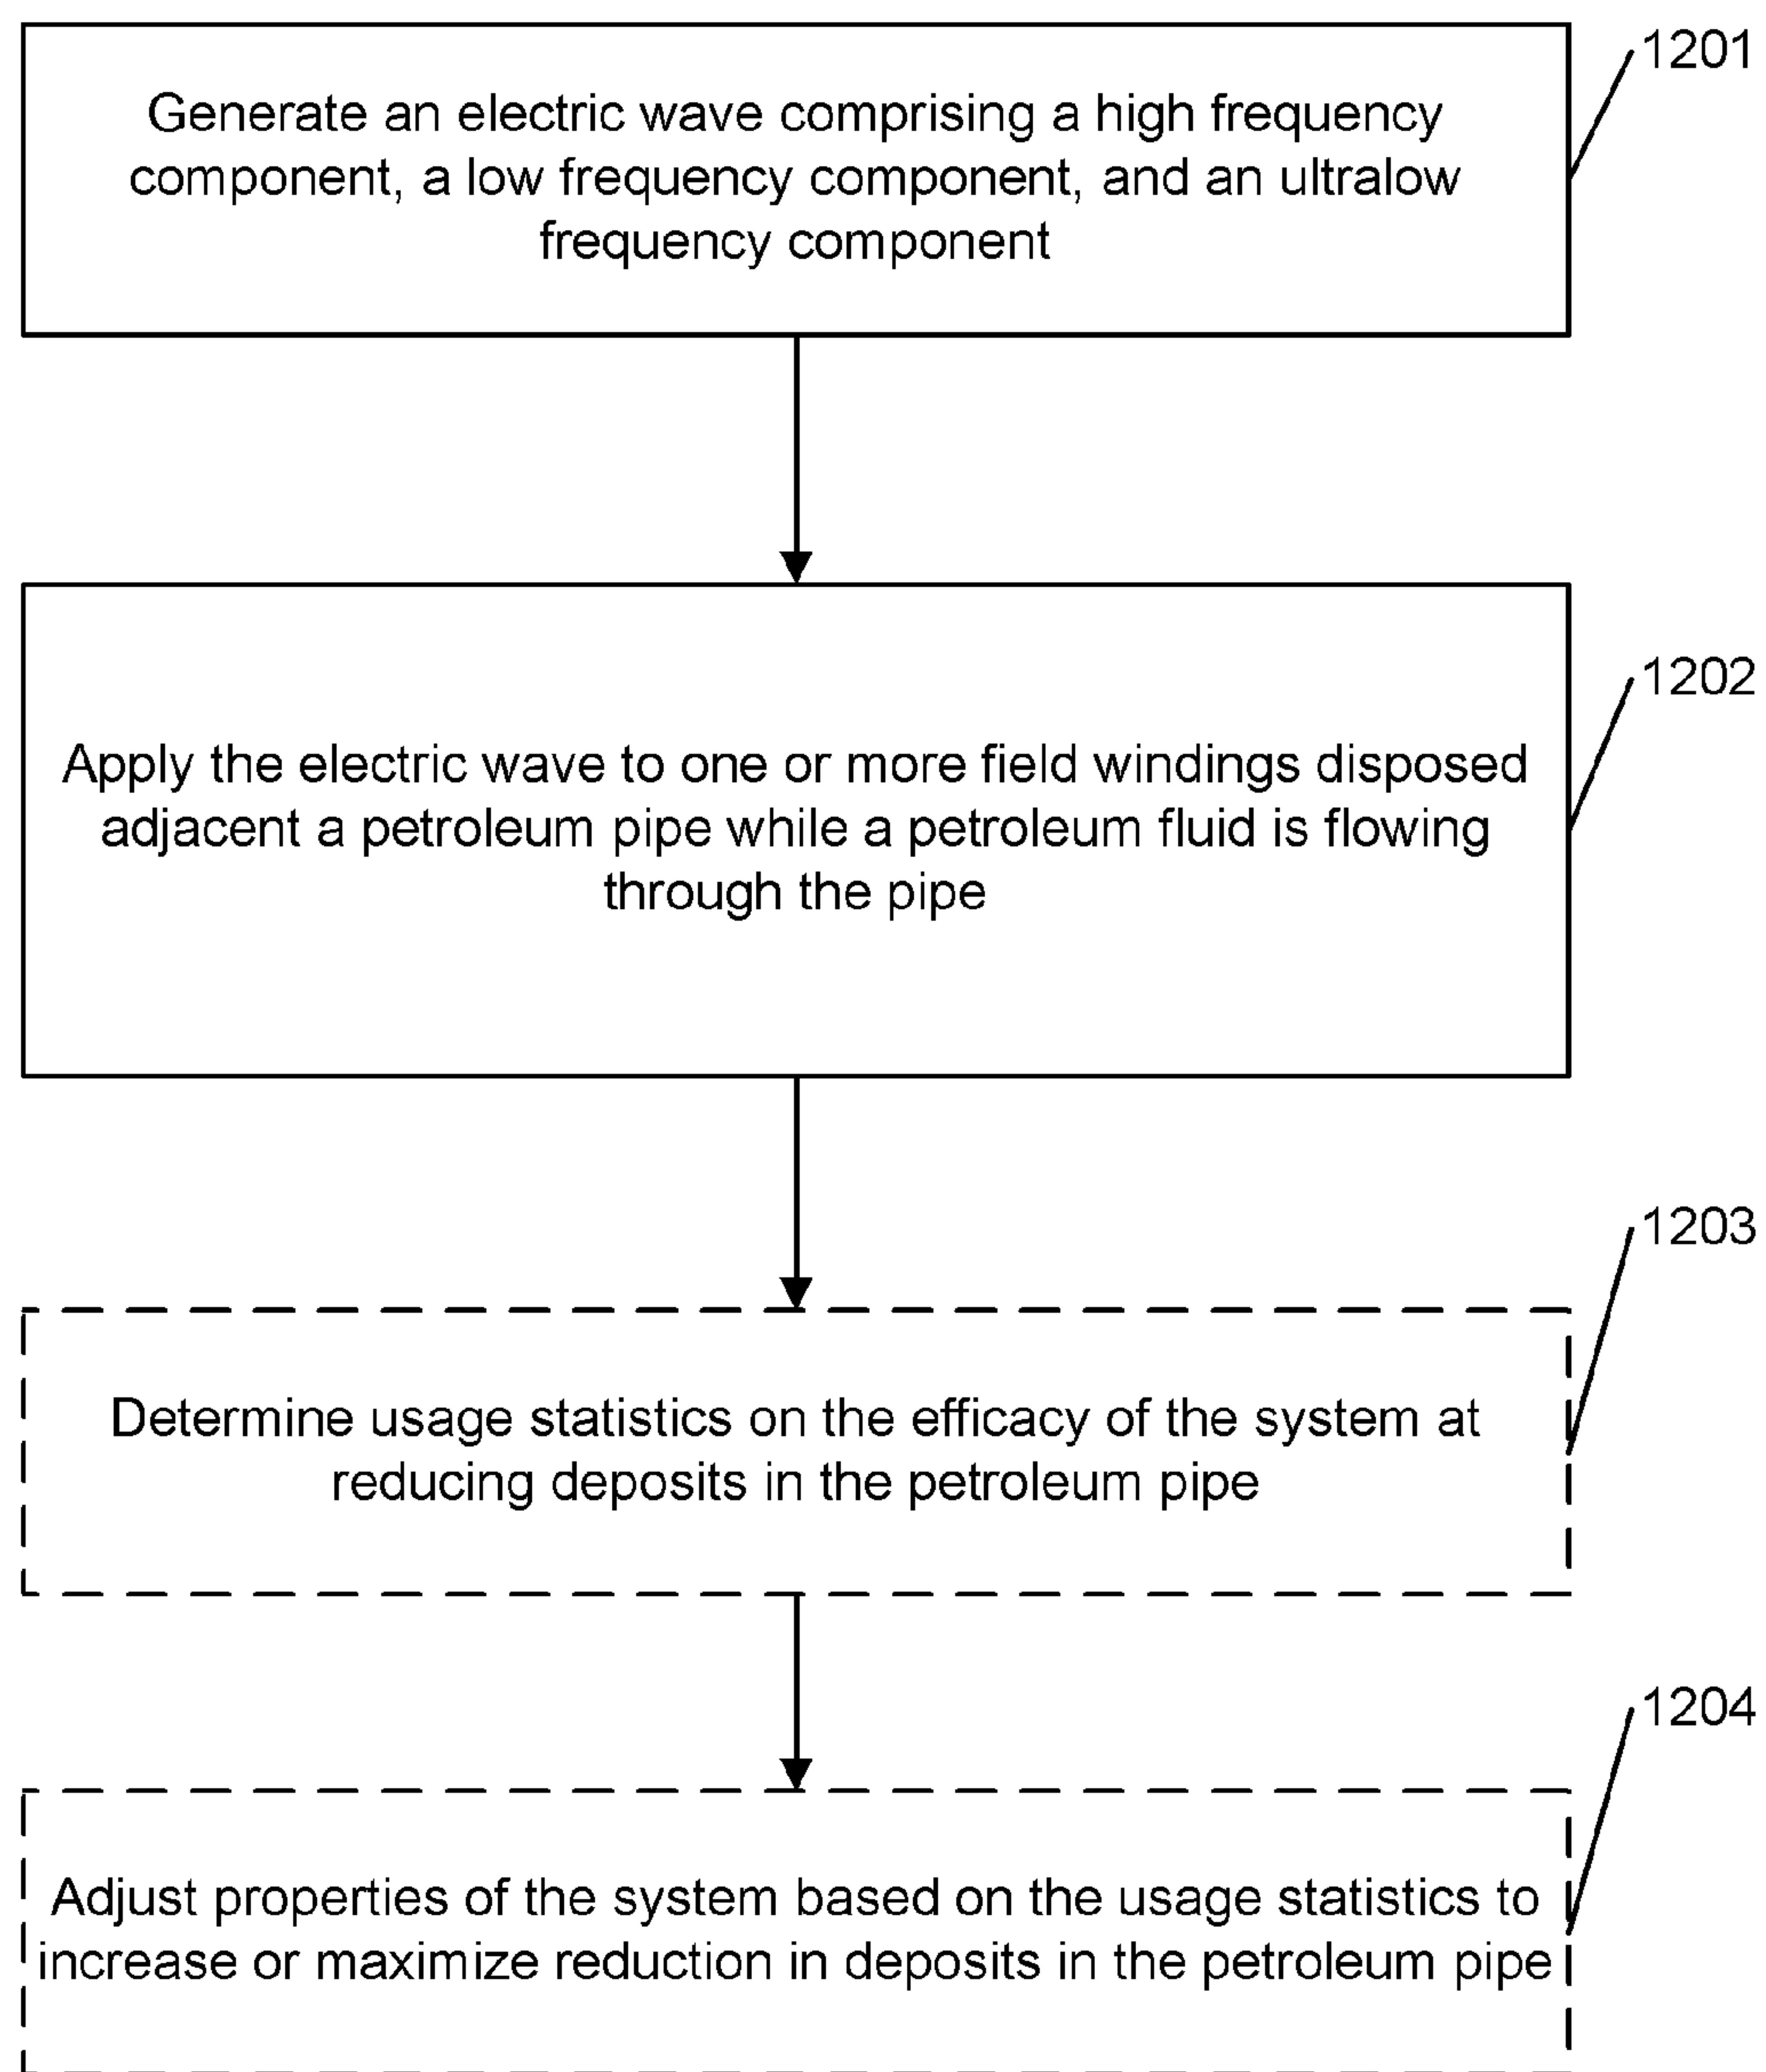 1201
Generate an electric wave comprising a high frequency
component, a low frequency component, and an ultralow
frequency component
1202
Apply the electric wave to one or more field windings disposed
adjacent a petroleum pipe while a petroleum fluid is flowing
through the pipe
1203
Determine usage statistics on the efficacy of the system at
reducing deposits in the petroleum pipe
1204
Adjust properties of the system based on the usage statistics to
increase or maximize reduction in deposits in the petroleum pipe